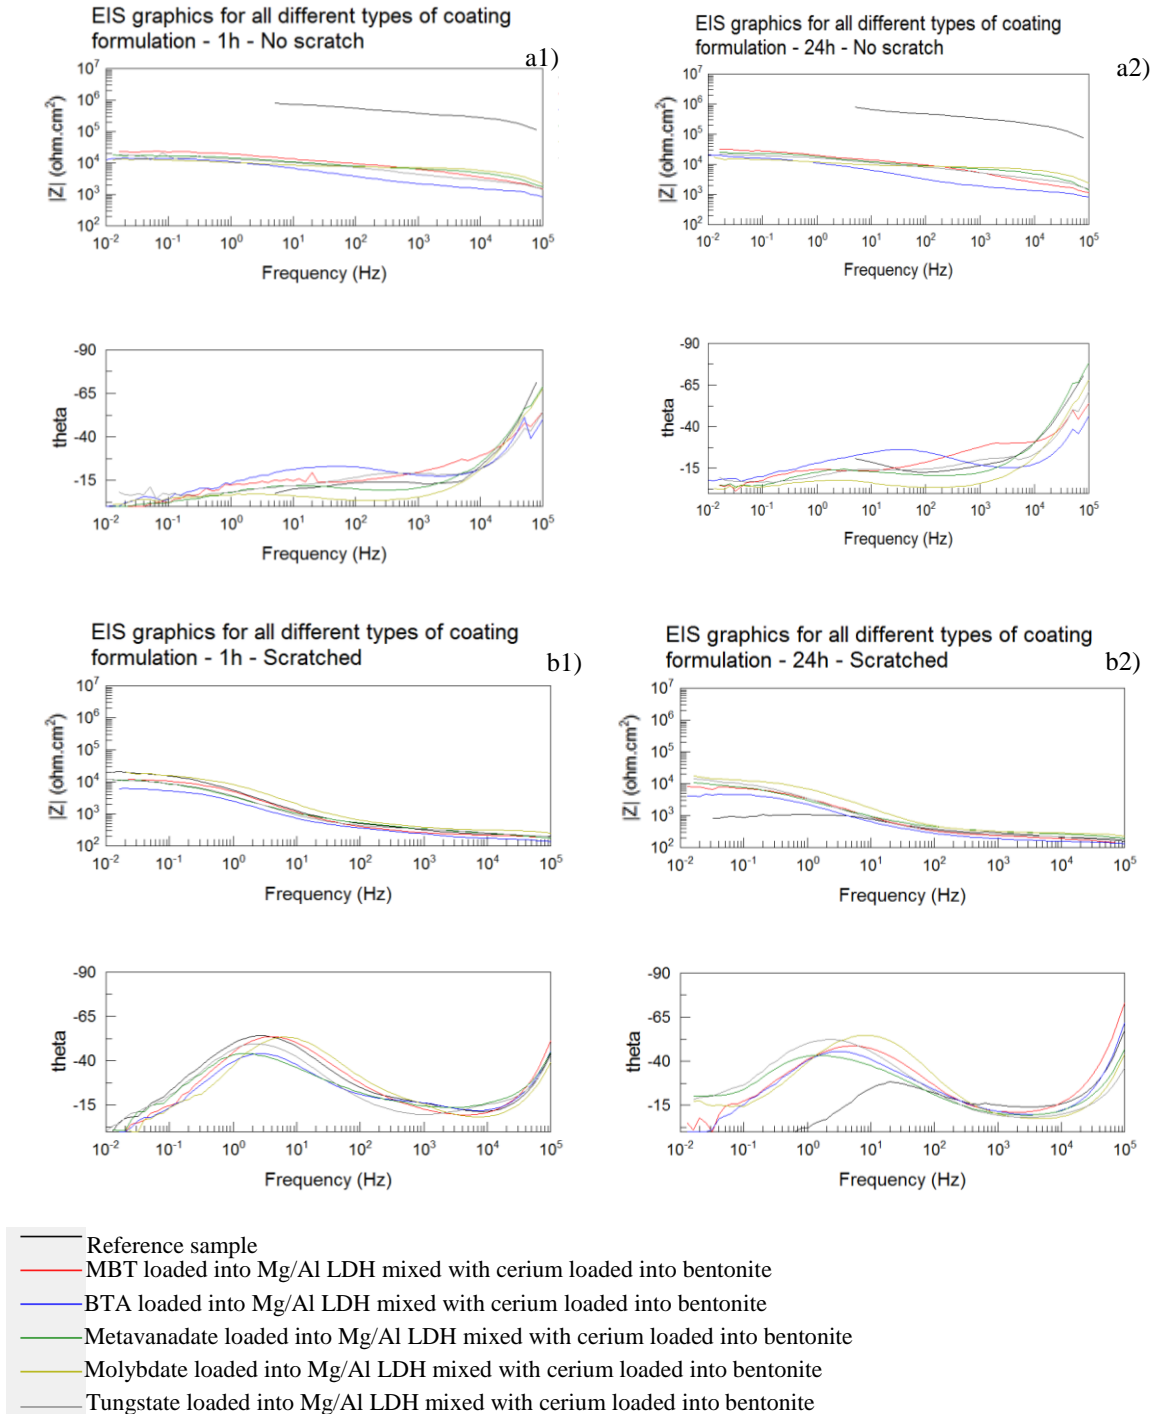 EIS graphics for all different types of coating
formulation - 1h - No scratch
a1)
10^7
10^6
10^5
10^4
10^3
10^2
|Z| (ohm.cm^2)
10^-2 10^-1 10^0 10^1 10^2 10^3 10^4 10^5
Frequency (Hz)
-90
-65
-40
-15
theta
10^-2 10^-1 10^0 10^1 10^2 10^3 10^4 10^5
Frequency (Hz)
EIS graphics for all different types of coating
formulation - 24h - No scratch
a2)
10^7
10^6
10^5
10^4
10^3
10^2
|Z| (ohm.cm^2)
10^-2 10^-1 10^0 10^1 10^2 10^3 10^4 10^5
Frequency (Hz)
-90
-65
-40
-15
theta
10^-2 10^-1 10^0 10^1 10^2 10^3 10^4 10^5
Frequency (Hz)
EIS graphics for all different types of coating
formulation - 1h - Scratched
b1)
10^7
10^6
10^5
10^4
10^3
10^2
|Z| (ohm.cm^2)
10^-2 10^-1 10^0 10^1 10^2 10^3 10^4 10^5
Frequency (Hz)
-90
-65
-40
-15
theta
10^-2 10^-1 10^0 10^1 10^2 10^3 10^4 10^5
Frequency (Hz)
EIS graphics for all different types of coating
formulation - 24h - Scratched
b2)
10^7
10^6
10^5
10^4
10^3
10^2
|Z| (ohm.cm^2)
10^-2 10^-1 10^0 10^1 10^2 10^3 10^4 10^5
Frequency (Hz)
-90
-65
-40
-15
theta
10^-2 10^-1 10^0 10^1 10^2 10^3 10^4 10^5
Frequency (Hz)
Reference sample
MBT loaded into Mg/Al LDH mixed with cerium loaded into bentonite
BTA loaded into Mg/Al LDH mixed with cerium loaded into bentonite
Metavanadate loaded into Mg/Al LDH mixed with cerium loaded into bentonite
Molybdate loaded into Mg/Al LDH mixed with cerium loaded into bentonite
Tungstate loaded into Mg/Al LDH mixed with cerium loaded into bentonite